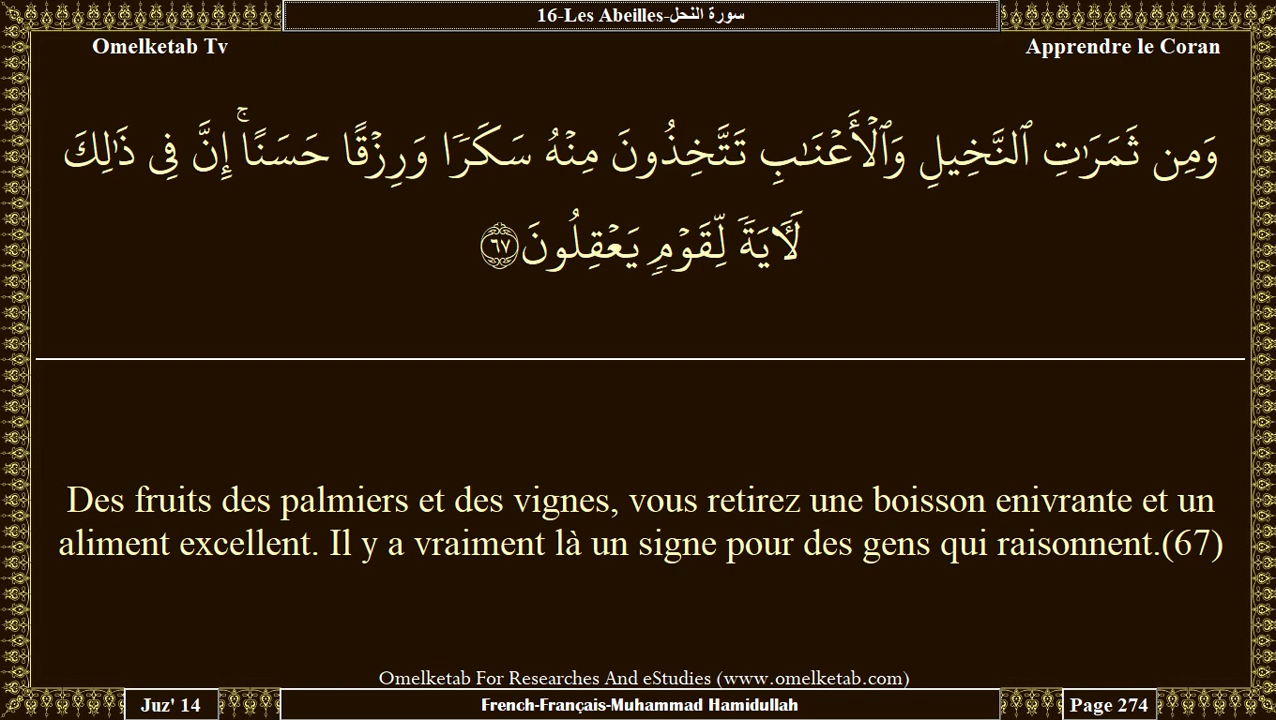 16-Les Abeilles-سورة النحل
Omelketab Tv
Apprendre le Coran
وَمِن ثَمَرَٰتِ ٱلنَّخِيلِ وَٱلۡأَعۡنَٰبِ تَتَّخِذُونَ مِنۡهُ سَكَرٗا وَرِزۡقًا حَسَنًاۚ إِنَّ فِي ذَٰلِكَ
لَأٓيَةٗ لِّقَوۡمٖ يَعۡقِلُونَ ٦٧
Des fruits des palmiers et des vignes, vous retirez une boisson enivrante et un
aliment excellent. Il y a vraiment là un signe pour des gens qui raisonnent.(67)
Omelketab For Researches And eStudies (www.omelketab.com)
Juz' 14
French-Français-Muhammad Hamidullah
Page 274